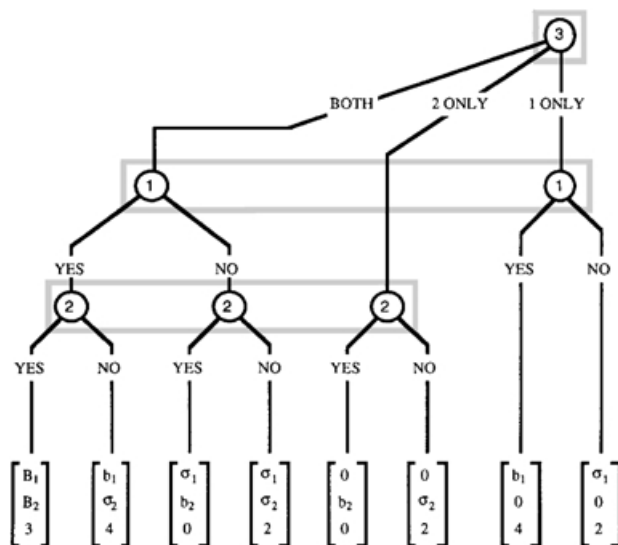 3
BOTH 2 ONLY 1 ONLY
1 1
YES NO YES NO
2 2 2
YES NO YES NO YES NO
B₁ b₁ σ₁ σ₁ 0 0 b₁ σ₁
B₂ σ₂ b₂ σ₂ b₂ σ₂ 0 0
3 4 0 2 0 2 4 2